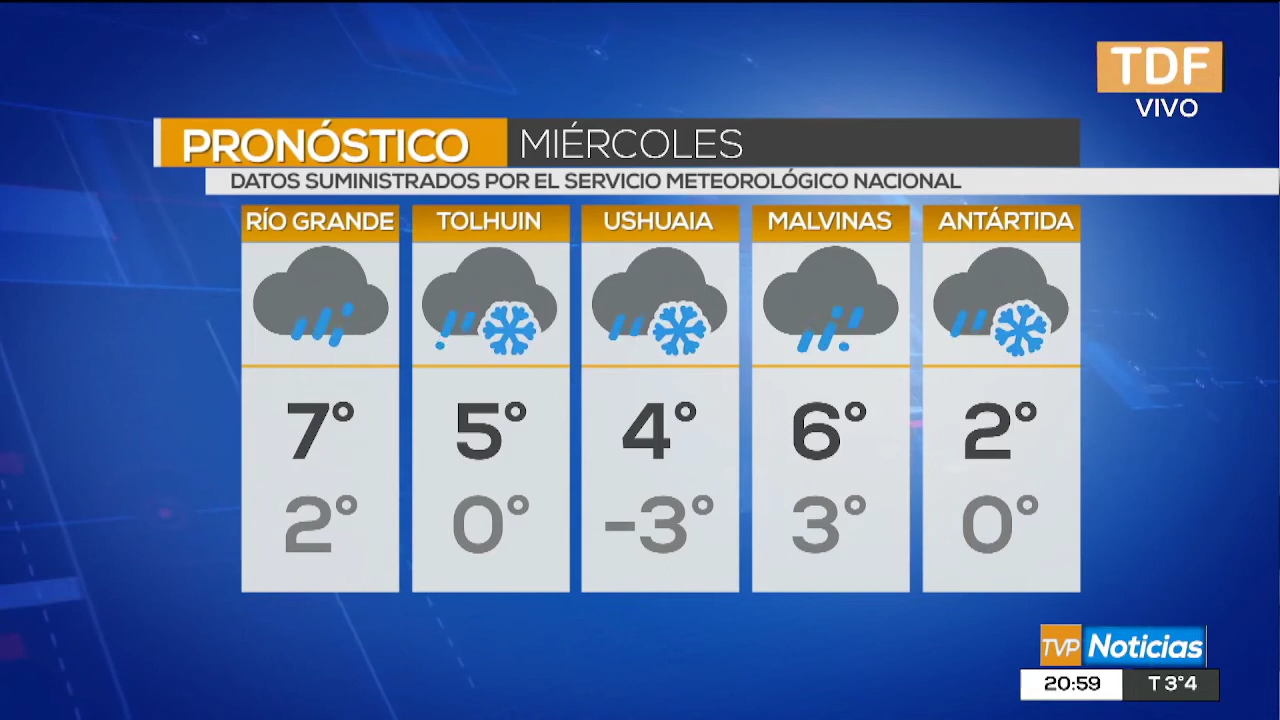 TDF
VIVO
PRONÓSTICO MIÉRCOLES
DATOS SUMINISTRADOS POR EL SERVICIO METEOROLÓGICO NACIONAL
RÍO GRANDE TOLHUIN USHUAIA MALVINAS ANTÁRTIDA
7° 5° 4° 6° 2°
2° 0° -3° 3° 0°
TVP Noticias
20:59 T 3°4